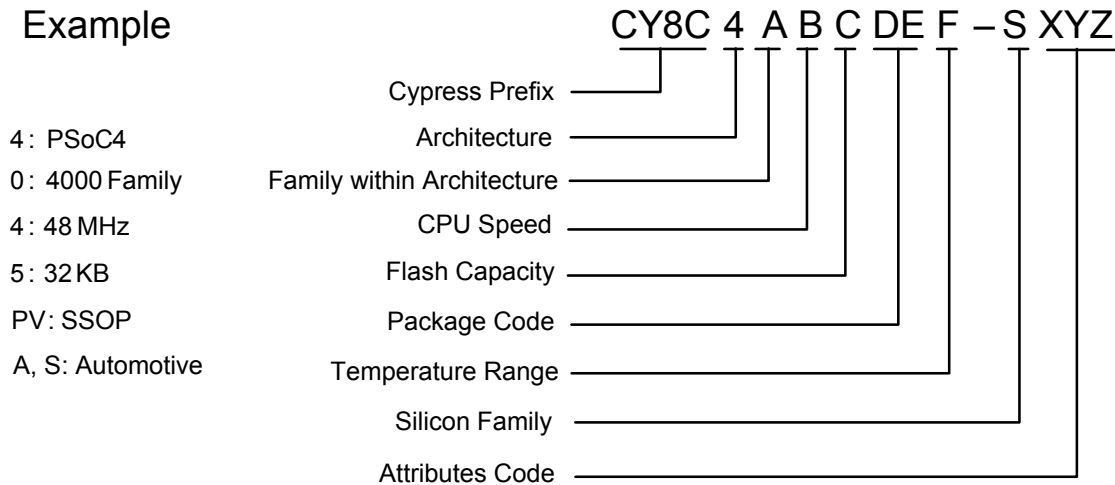 Example CY8C 4 A B C DE F – S XYZ
Cypress Prefix
4: PSoC4 Architecture
0: 4000 Family Family within Architecture
4: 48 MHz CPU Speed
5: 32 KB Flash Capacity
PV: SSOP Package Code
A, S: Automotive Temperature Range
Silicon Family
Attributes Code